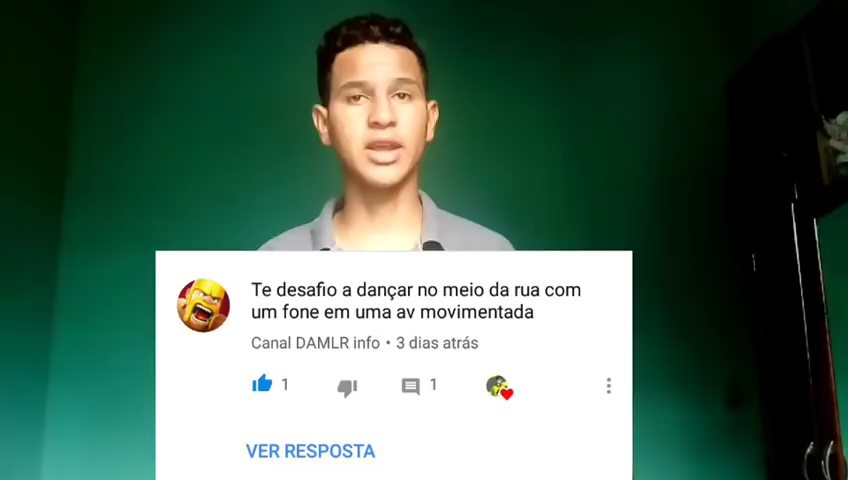 Te desafio a dançar no meio da rua com
um fone em uma av movimentada
Canal DAMLR info • 3 dias atrás
1
1
VER RESPOSTA